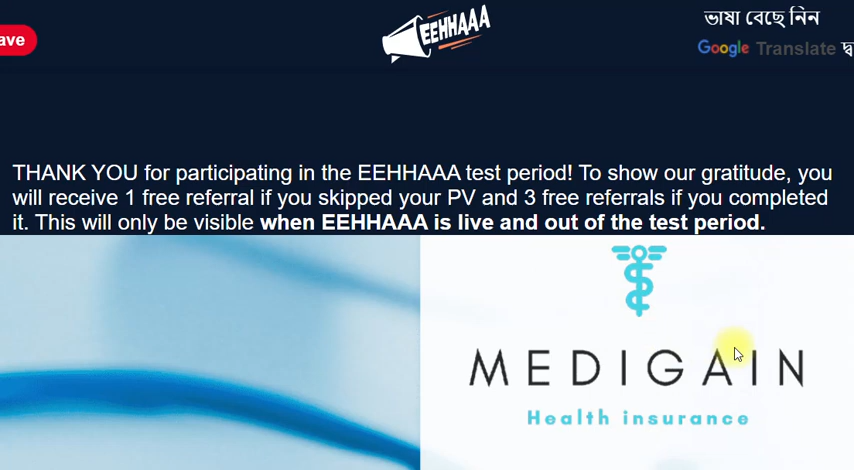 ave
EEHHAAA
ভাষা বেছে নিন
Google Translate
THANK YOU for participating in the EEHHAAA test period! To show our gratitude, you
will receive 1 free referral if you skipped your PV and 3 free referrals if you completed
it. This will only be visible when EEHHAAA is live and out of the test period.
MEDIGAIN
Health insurance